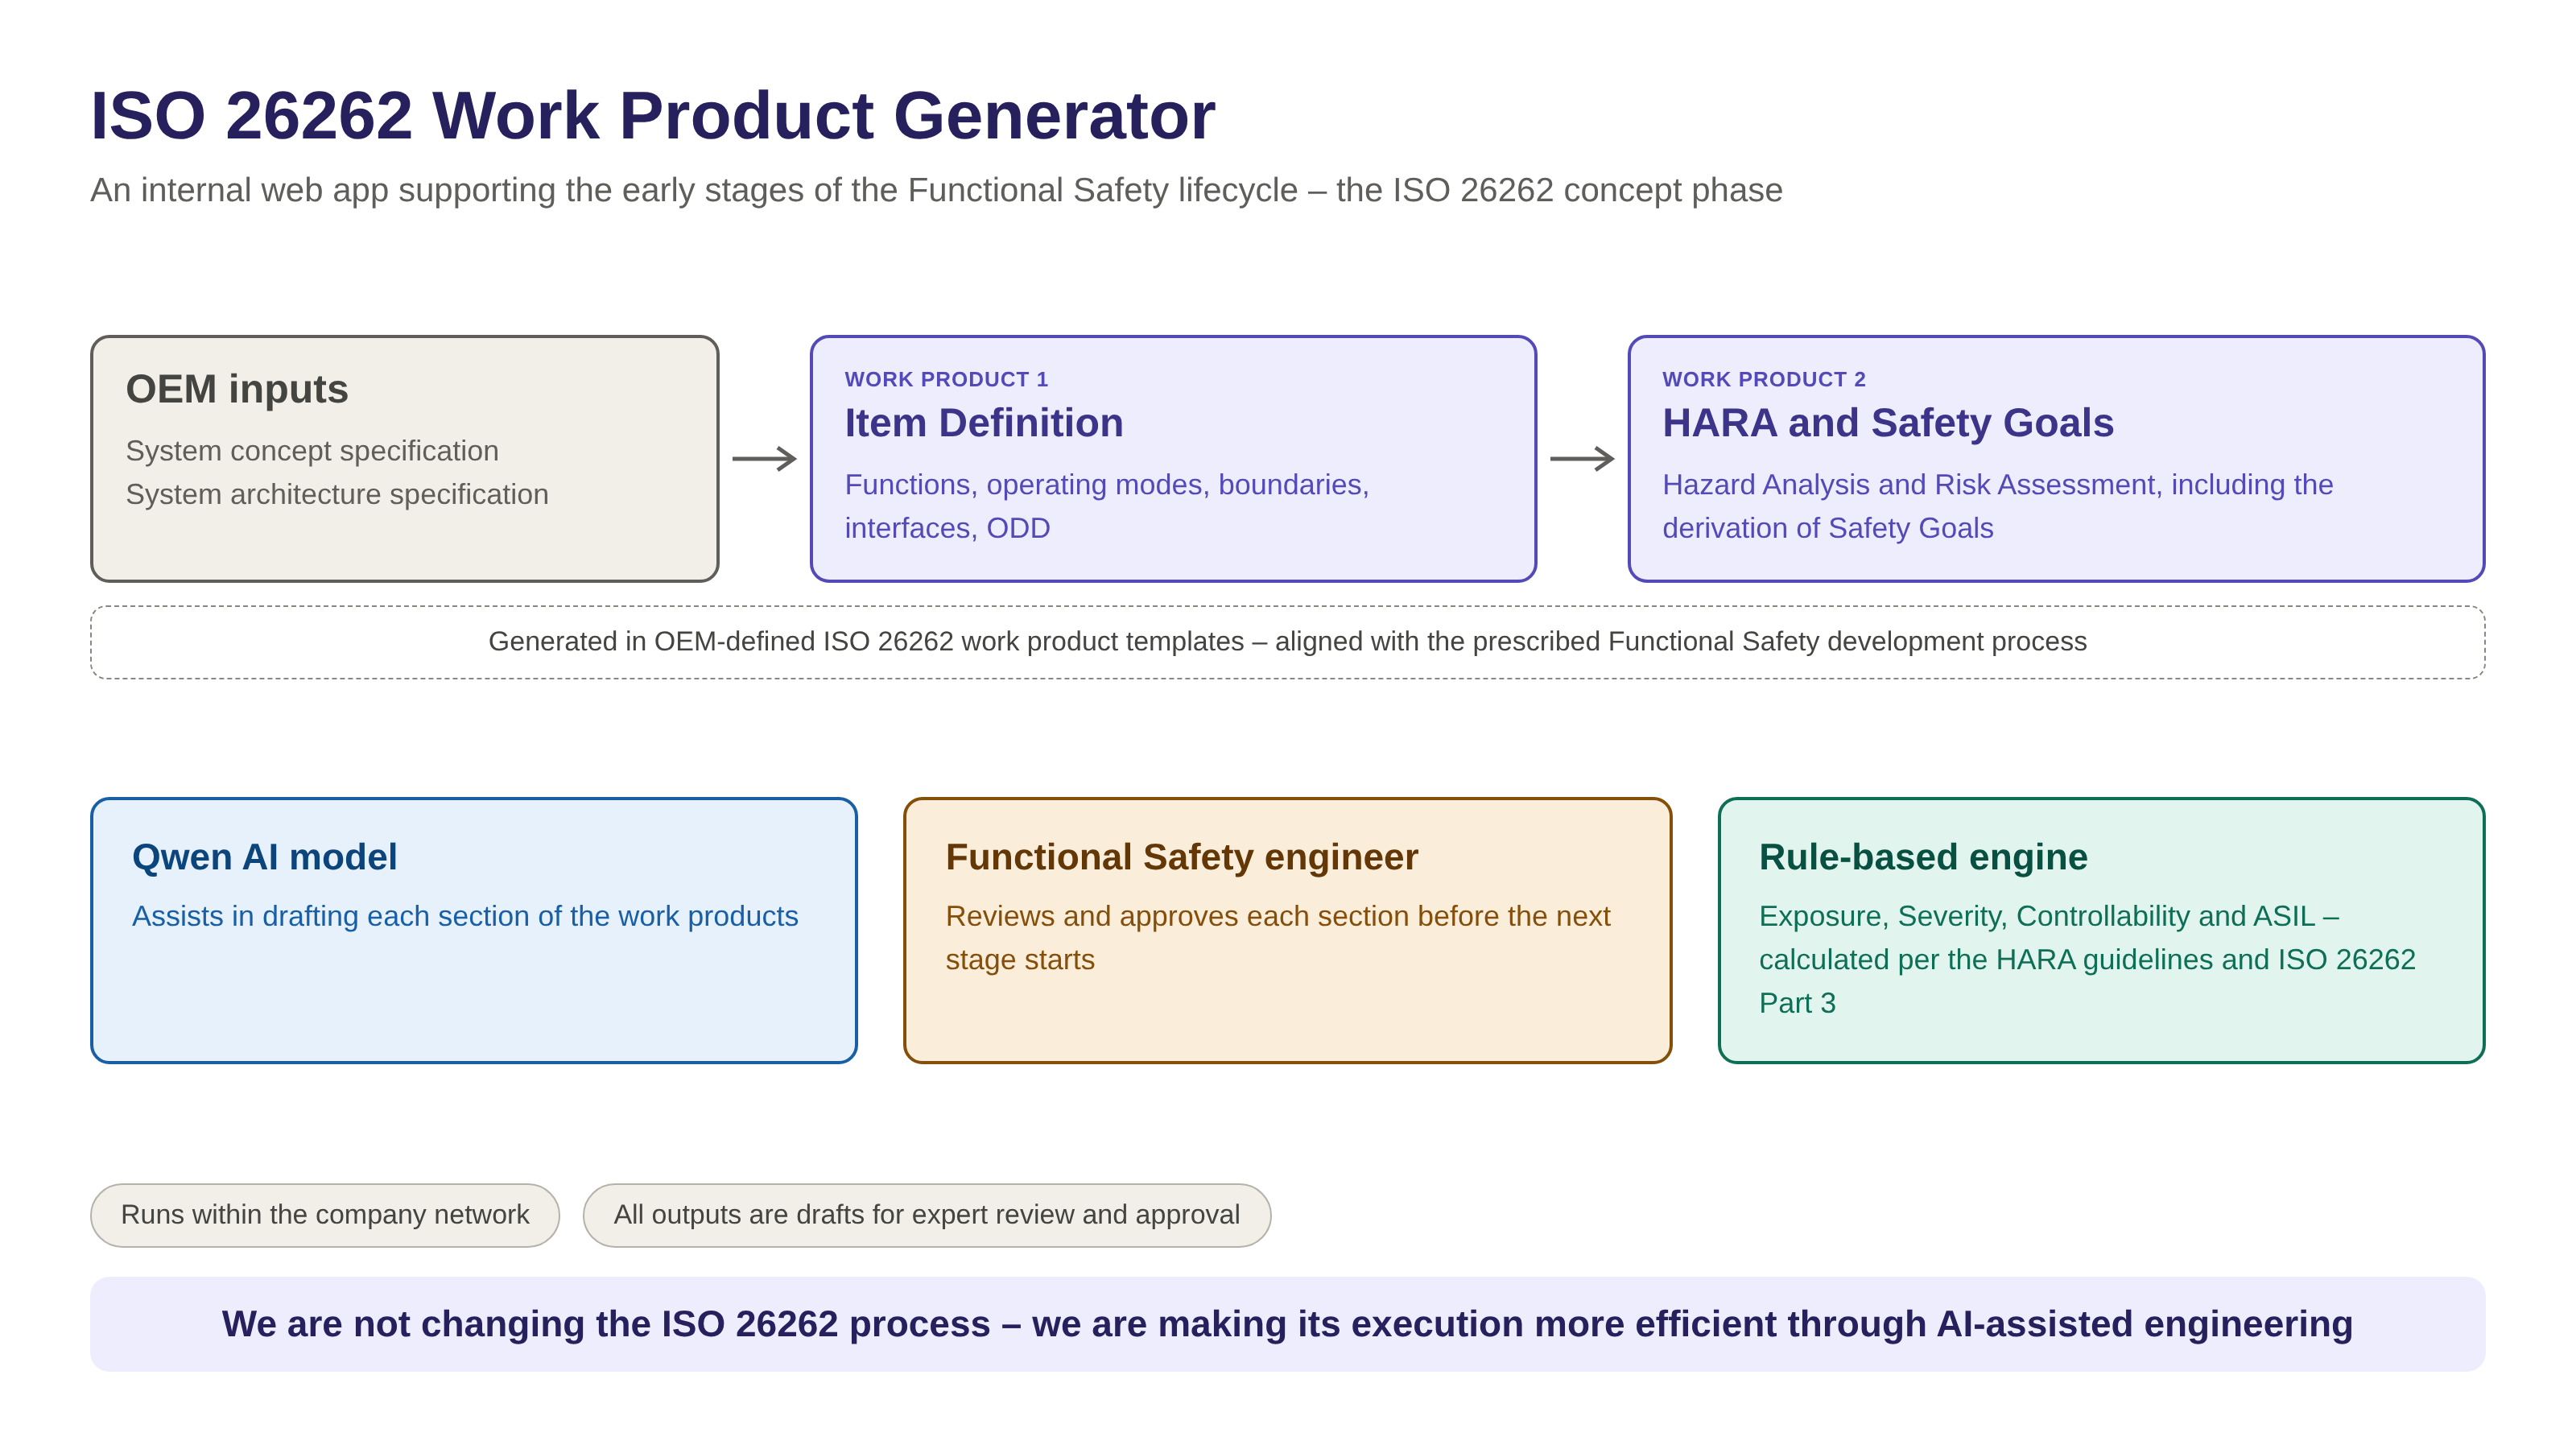 ISO 26262 Work Product Generator
An internal web app supporting the early stages of the Functional Safety lifecycle – the ISO 26262 concept phase
OEM inputs
System concept specification
System architecture specification
WORK PRODUCT 1
Item Definition
Functions, operating modes, boundaries,
interfaces, ODD
WORK PRODUCT 2
HARA and Safety Goals
Hazard Analysis and Risk Assessment, including the
derivation of Safety Goals
Generated in OEM-defined ISO 26262 work product templates – aligned with the prescribed Functional Safety development process
Qwen AI model
Assists in drafting each section of the work products
Functional Safety engineer
Reviews and approves each section before the next
stage starts
Rule-based engine
Exposure, Severity, Controllability and ASIL –
calculated per the HARA guidelines and ISO 26262
Part 3
Runs within the company network
All outputs are drafts for expert review and approval
We are not changing the ISO 26262 process – we are making its execution more efficient through AI-assisted engineering